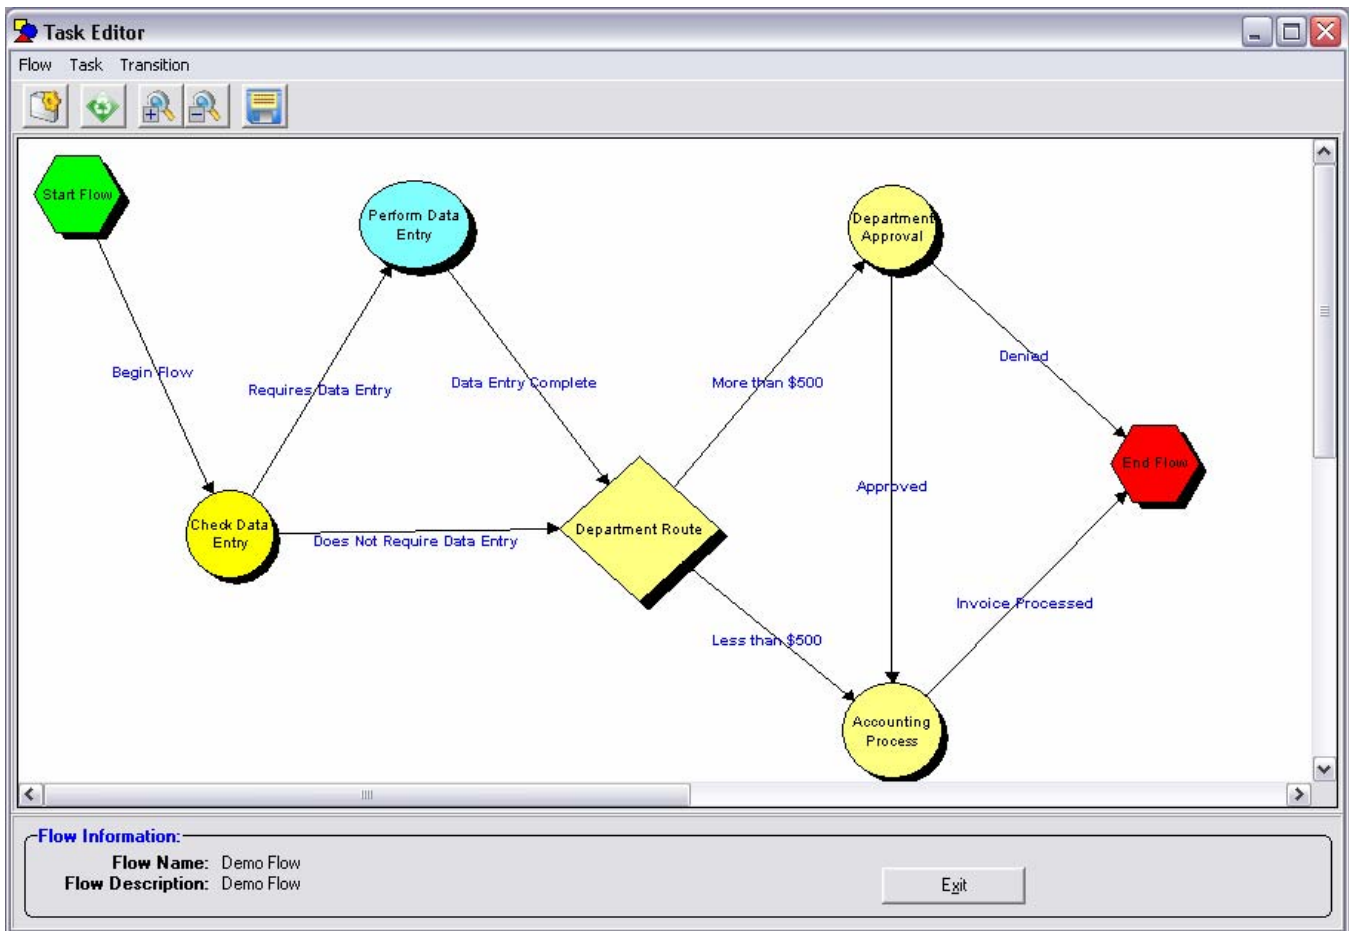 Task Editor
Flow Task Transition
Start Flow
Perform Data
Entry
Department
Approval
Begin Flow
Requires Data Entry
Data Entry Complete
More than $500
Denied
End Flow
Approved
Check Data
Entry
Does Not Require Data Entry
Department Route
Invoice Processed
Less than $500
Accounting
Process
Flow Information:
Flow Name: Demo Flow
Flow Description: Demo Flow
Exit